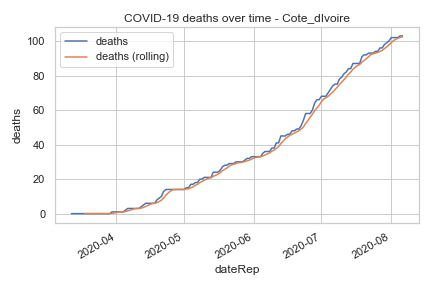 COVID-19 deaths over time - Cote_dIvoire
deaths
deaths (rolling)
100
80
60
40
20
0
deaths
2020-04
2020-05
2020-06
2020-07
2020-08
dateRep